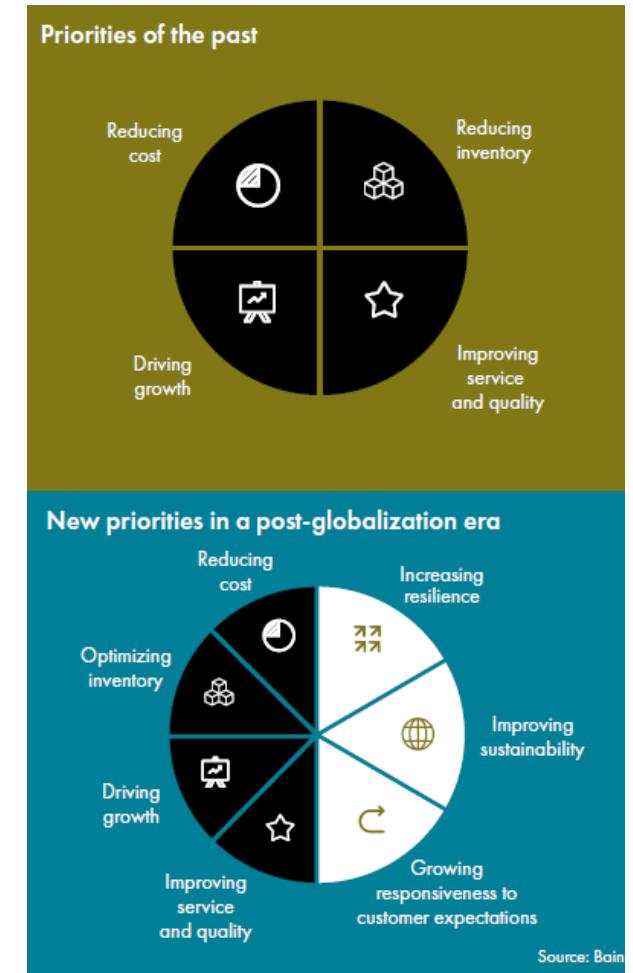 Priorities of the past
Reducing
cost
Reducing
inventory
Driving
growth
Improving
service
and quality
New priorities in a post-globalization era
Reducing
cost
Increasing
resilience
Optimizing
inventory
Improving
sustainability
Driving
growth
Improving
service
and quality
Growing
responsiveness to
customer expectations
Source: Bain